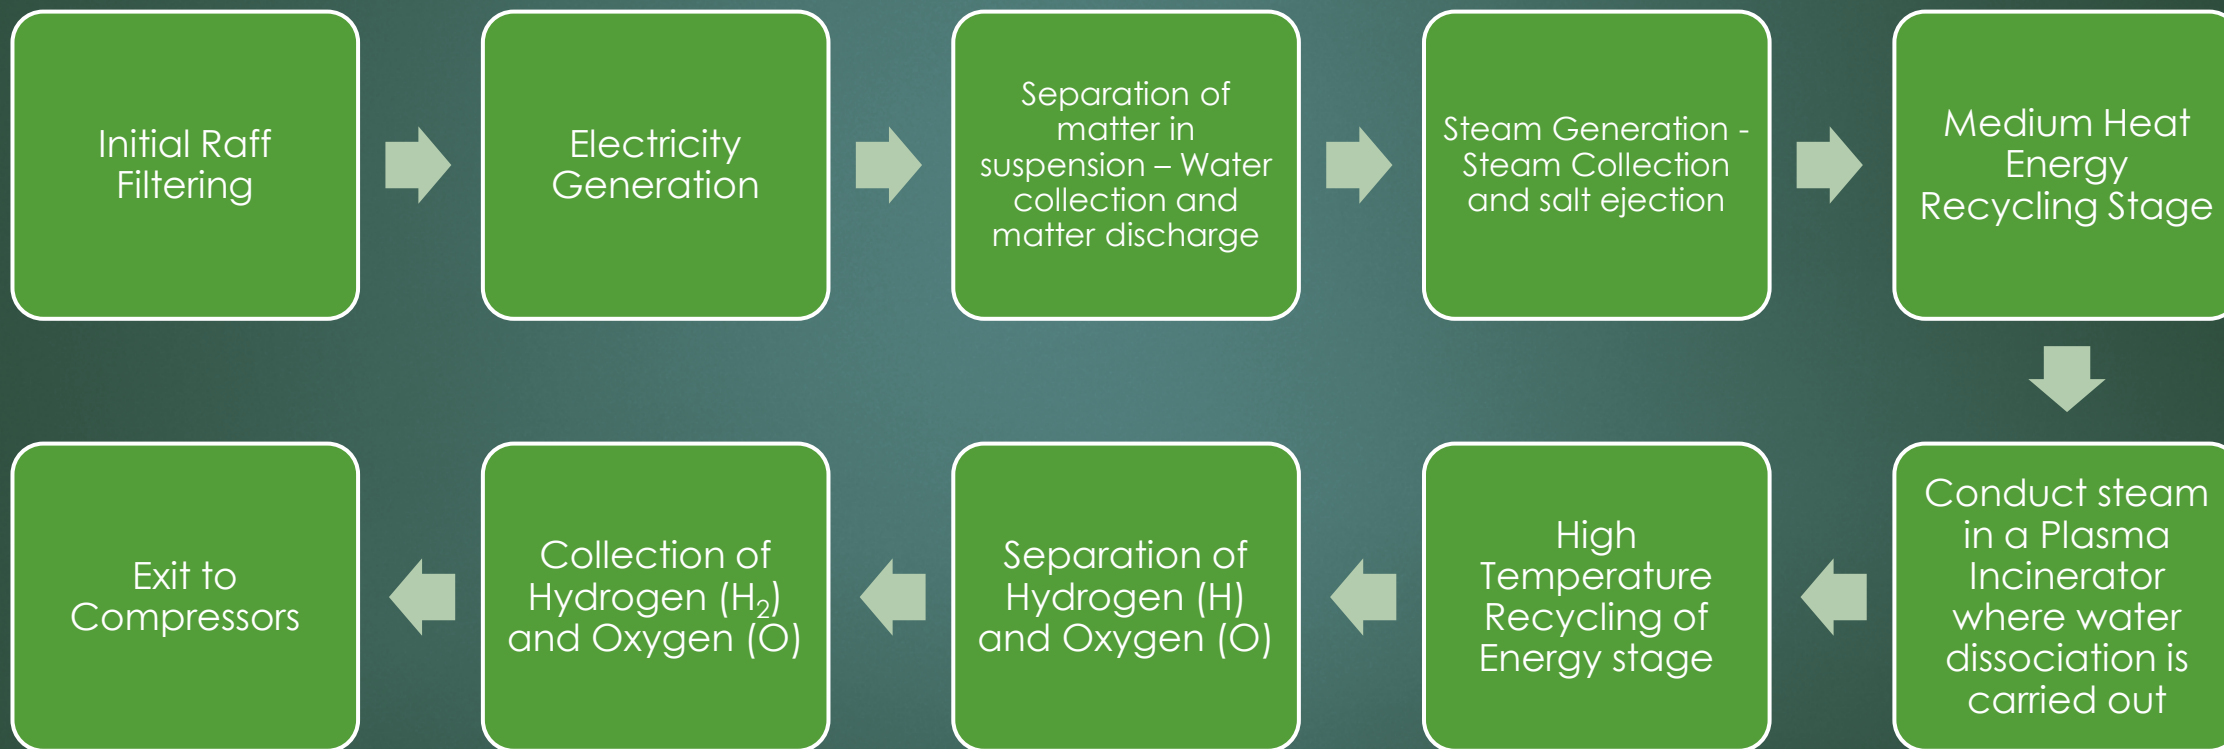 Initial Raff
Filtering
Electricity
Generation
Separation of
matter in
suspension – Water
collection and
matter discharge
Steam Generation -
Steam Collection
and salt ejection
Medium Heat
Energy
Recycling Stage
Conduct steam
in a Plasma
Incinerator
where water
dissociation is
carried out
High
Temperature
Recycling of
Energy stage
Separation of
Hydrogen (H)
and Oxygen (O)
Collection of
Hydrogen (H₂)
and Oxygen (O)
Exit to
Compressors